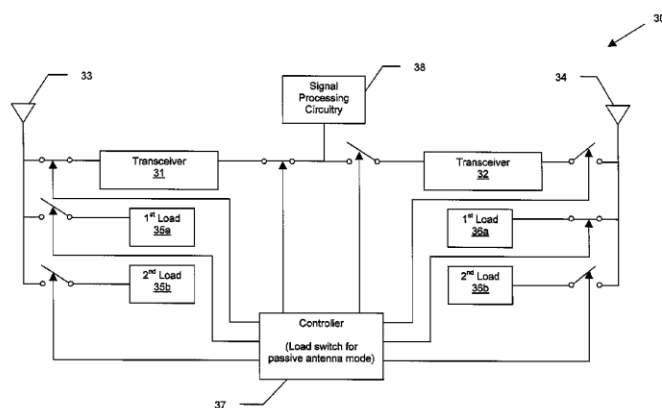 30
33
38
34
Signal
Processing
Circuitry
Transceiver
31
Transceiver
32
1st Load
35a
1st Load
36a
2nd Load
35b
2nd Load
36b
Controller
(Load switch for
passive antenna mode)
37